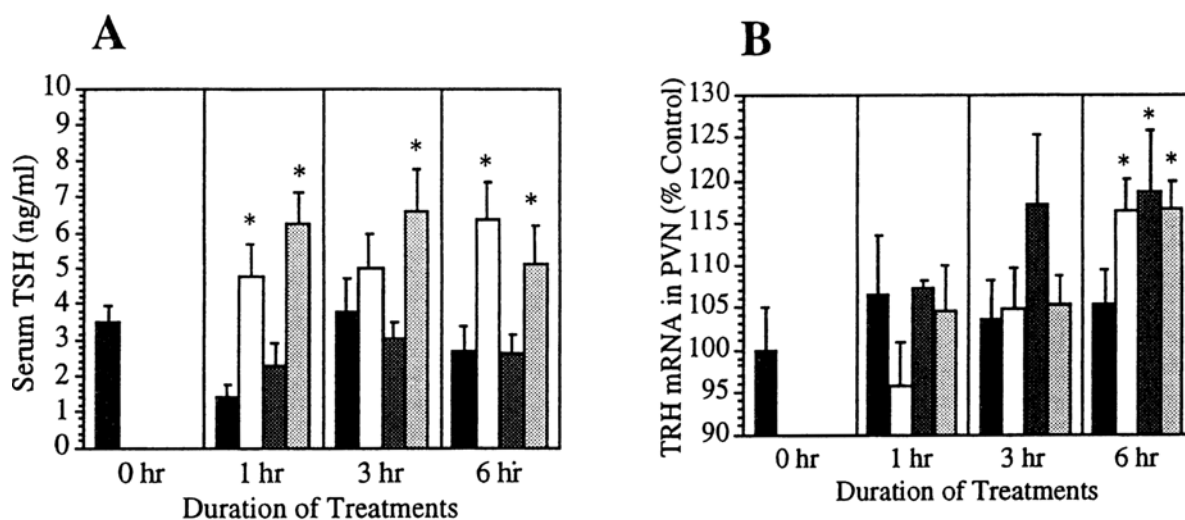 A
Serum TSH (ng/ml)
10
9
8
7
6
5
4
3
2
1
0
*
*
*
*
*
0 hr
1 hr
3 hr
6 hr
Duration of Treatments
B
TRH mRNA in PVN (% Control)
130
125
120
115
110
105
100
95
90
*
*
*
0 hr
1 hr
3 hr
6 hr
Duration of Treatments